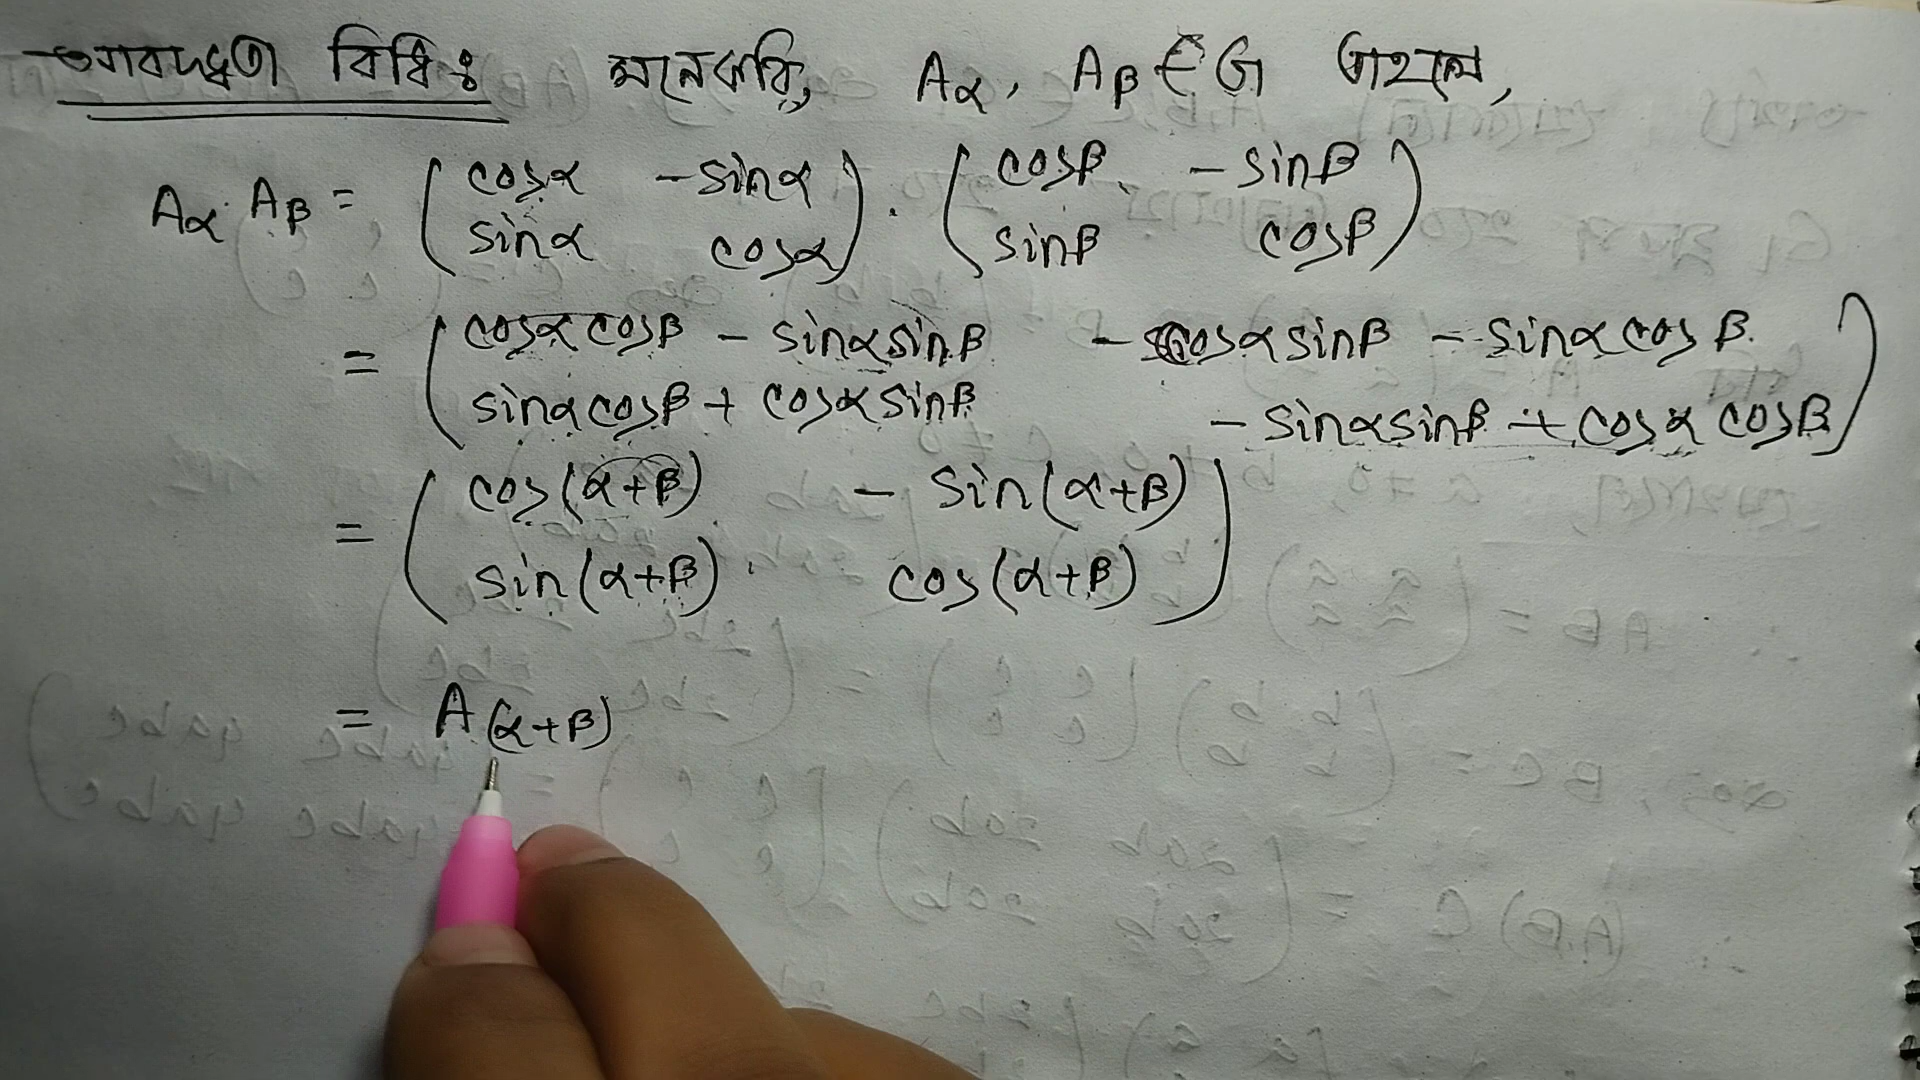 আবদ্ধতা বিধিঃ মনেকরি, Aα, Aβ ∈ G তাহলে,
Aα · Aβ = ( cosα -sinα ) . ( cosβ -sinβ )
( sinα cosα ) ( sinβ cosβ )
= ( cosα cosβ - sinα sinβ -cosα sinβ - sinα cosβ )
( sinα cosβ + cosα sinβ -sinα sinβ + cosα cosβ )
= ( cos(α+β) - sin(α+β) )
( sin(α+β) cos(α+β) )
= A(α+β)